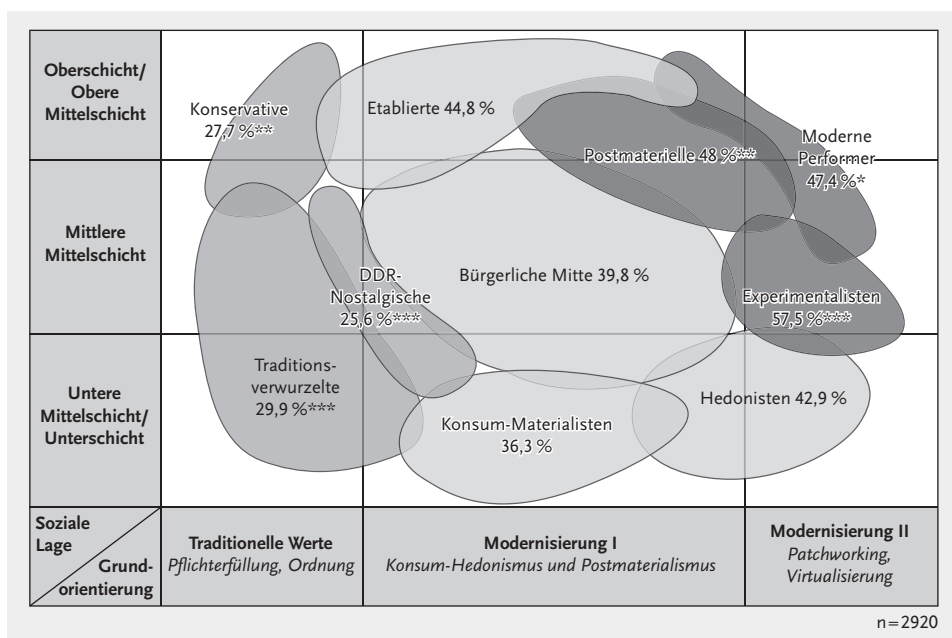 Oberschicht/
Obere
Mittelschicht
Konservative
27,7 %**
Etablierte 44,8 %
Postmaterielle 48 %**
Moderne
Performer
47,4 %*
Mittlere
Mittelschicht
DDR-
Nostalgische
25,6 %***
Bürgerliche Mitte 39,8 %
Experimentalisten
57,5 %***
Untere
Mittelschicht/
Unterschicht
Traditions-
verwurzelte
29,9 %***
Konsum-Materialisten
36,3 %
Hedonisten 42,9 %
Soziale
Lage
Grund-
orientierung
Traditionelle Werte
Pflichterfüllung, Ordnung
Modernisierung I
Konsum-Hedonismus und Postmaterialismus
Modernisierung II
Patchworking,
Virtualisierung
n=2920